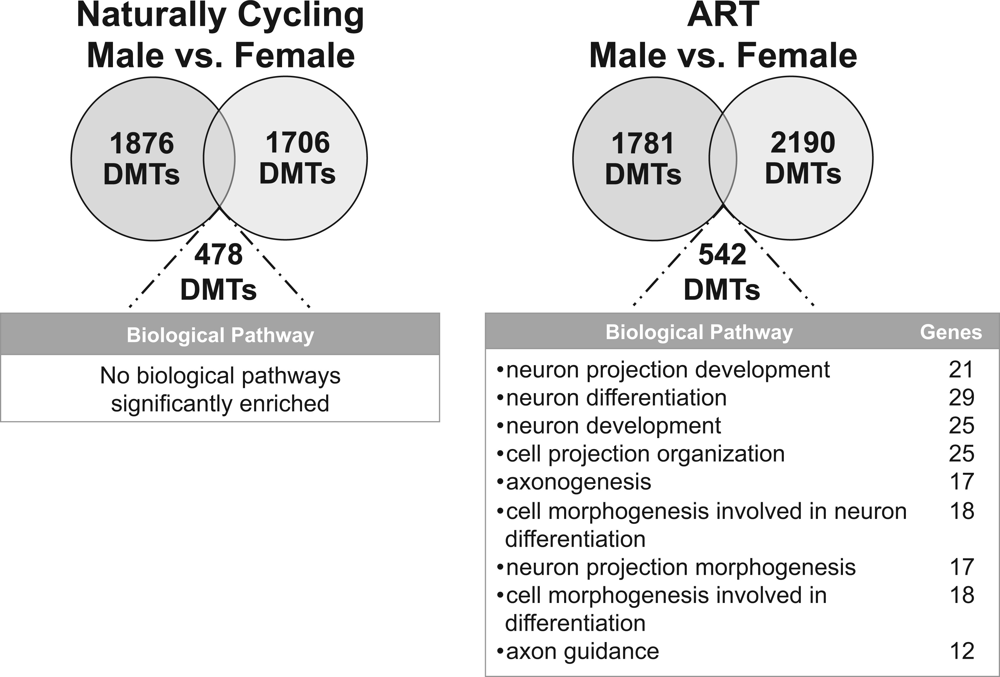 Naturally Cycling
Male vs. Female
1876
DMTs
1706
DMTs
478
DMTs
Biological Pathway
No biological pathways
significantly enriched
ART
Male vs. Female
1781
DMTs
2190
DMTs
542
DMTs
Biological Pathway Genes
•neuron projection development 21
•neuron differentiation 29
•neuron development 25
•cell projection organization 25
•axonogenesis 17
•cell morphogenesis involved in neuron 18
differentiation
•neuron projection morphogenesis 17
•cell morphogenesis involved in 18
differentiation
•axon guidance 12